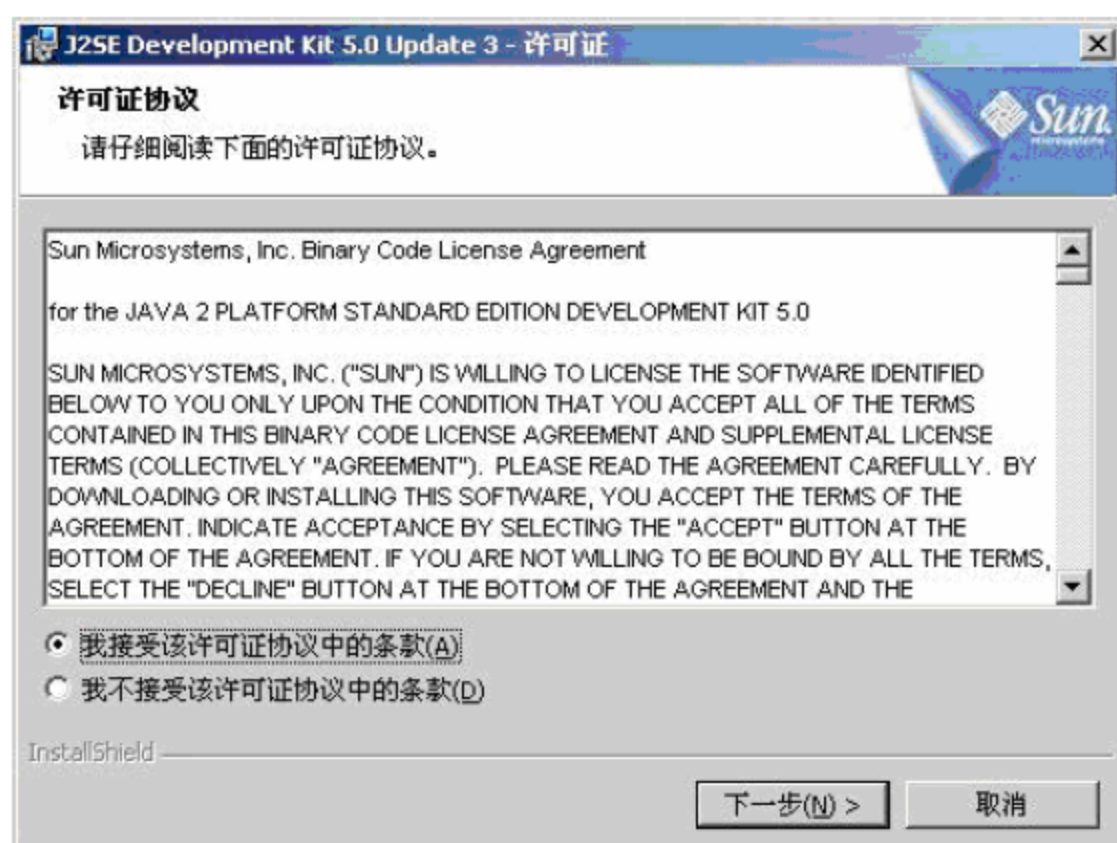 J2SE Development Kit 5.0 Update 3 - 许可证
许可证协议
请仔细阅读下面的许可证协议。
Sun
microsystems
Sun Microsystems, Inc. Binary Code License Agreement
for the JAVA 2 PLATFORM STANDARD EDITION DEVELOPMENT KIT 5.0
SUN MICROSYSTEMS, INC. ("SUN") IS WILLING TO LICENSE THE SOFTWARE IDENTIFIED
BELOW TO YOU ONLY UPON THE CONDITION THAT YOU ACCEPT ALL OF THE TERMS
CONTAINED IN THIS BINARY CODE LICENSE AGREEMENT AND SUPPLEMENTAL LICENSE
TERMS (COLLECTIVELY "AGREEMENT").  PLEASE READ THE AGREEMENT CAREFULLY.  BY
DOWNLOADING OR INSTALLING THIS SOFTWARE, YOU ACCEPT THE TERMS OF THE
AGREEMENT. INDICATE ACCEPTANCE BY SELECTING THE "ACCEPT" BUTTON AT THE
BOTTOM OF THE AGREEMENT. IF YOU ARE NOT WILLING TO BE BOUND BY ALL THE TERMS,
SELECT THE "DECLINE" BUTTON AT THE BOTTOM OF THE AGREEMENT AND THE
我接受该许可证协议中的条款(A)
我不接受该许可证协议中的条款(D)
InstallShield
下一步(N) >
取消